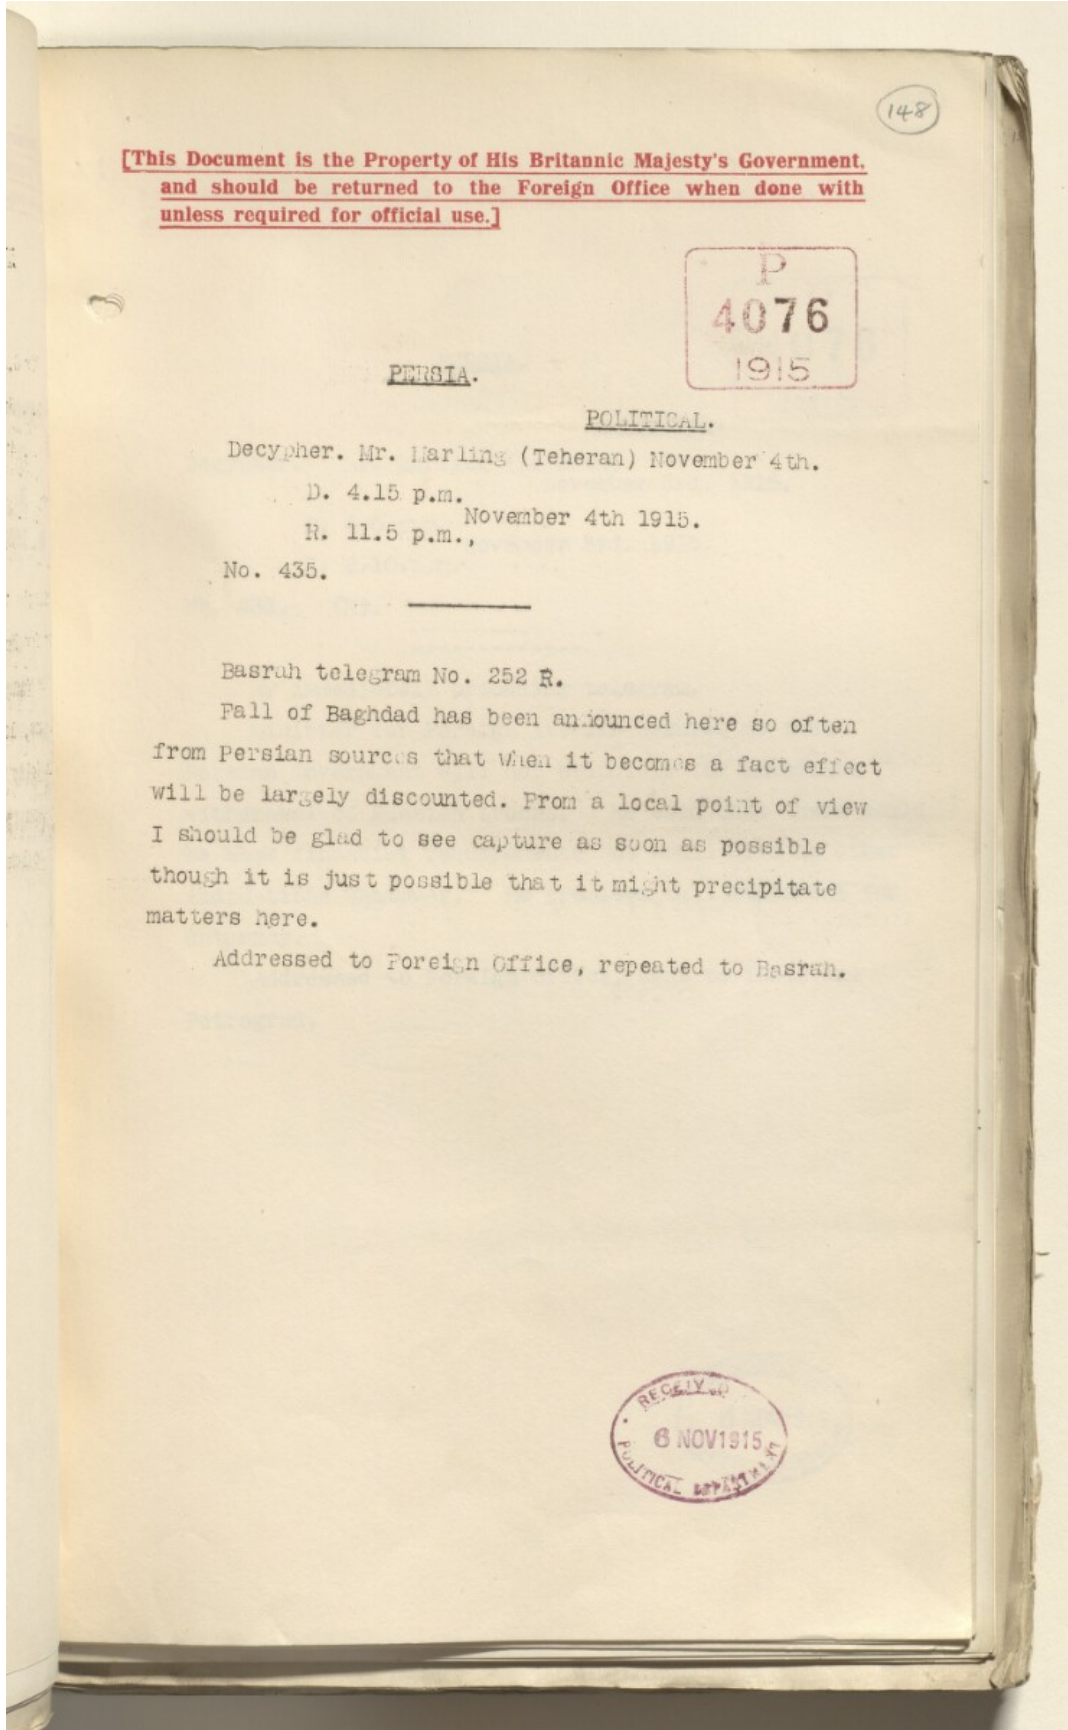 148
[This Document is the Property of His Britannic Majesty's Government,
and should be returned to the Foreign Office when done with
unless required for official use.]
P
4076
1915
PERSIA.
POLITICAL.
Decypher. Mr. Marling (Teheran) November 4th.
D. 4.15 p.m.
November 4th 1915.
R. 11.5 p.m.,
No. 435.
Basrah telegram No. 252 R.
Fall of Baghdad has been announced here so often
from Persian sources that when it becomes a fact effect
will be largely discounted. From a local point of view
I should be glad to see capture as soon as possible
though it is just possible that it might precipitate
matters here.
Addressed to Foreign Office, repeated to Basrah.
Petrograd.
RECEIVED
6 NOV 1915
POLITICAL DEPARTMENT